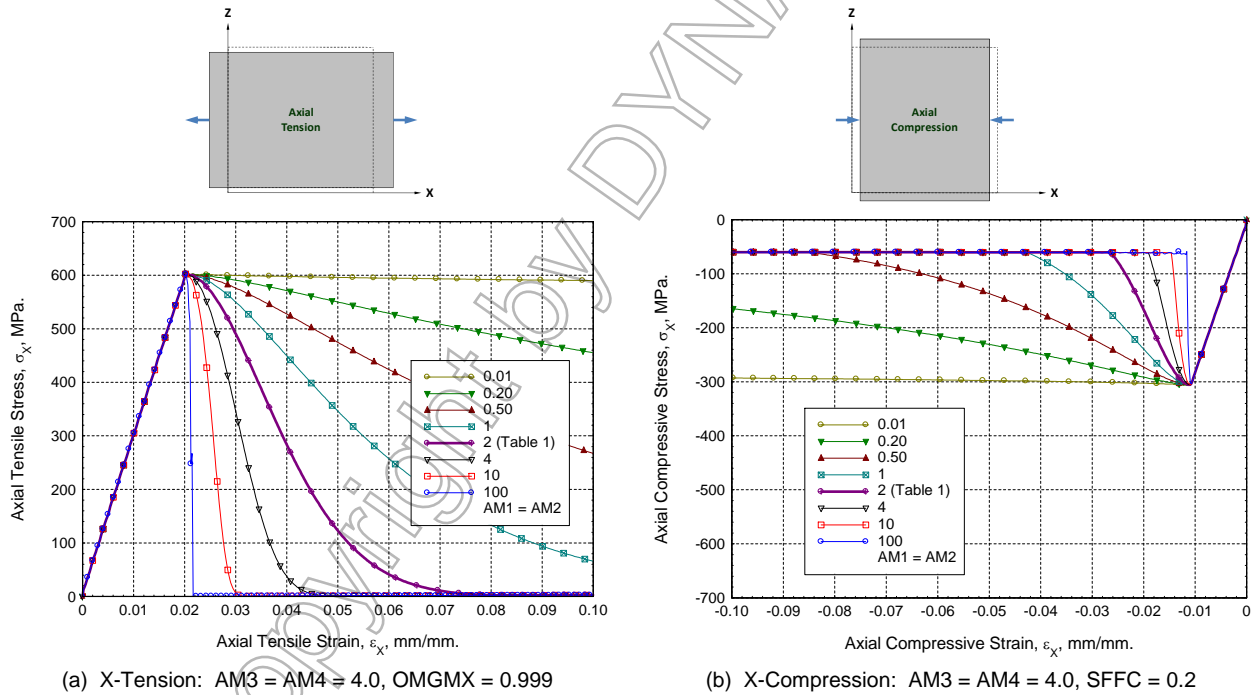 Z
Axial
Tension
X
Z
Axial
Compression
X
700
600
500
400
300
200
100
0
Axial Tensile Stress, σX, MPa.
0.01
0.20
0.50
1
2 (Table 1)
4
10
100
AM1 = AM2
0 0.01 0.02 0.03 0.04 0.05 0.06 0.07 0.08 0.09 0.10
Axial Tensile Strain, εX, mm/mm.
(a) X-Tension: AM3 = AM4 = 4.0, OMGMX = 0.999
0
-100
-200
-300
-400
-500
-600
-700
Axial Compressive Stress, σX, MPa.
0.01
0.20
0.50
1
2 (Table 1)
4
10
100
AM1 = AM2
-0.10 -0.09 -0.08 -0.07 -0.06 -0.05 -0.04 -0.03 -0.02 -0.01 0
Axial Compressive Strain, εX, mm/mm.
(b) X-Compression: AM3 = AM4 = 4.0, SFFC = 0.2
opyright by DYNA